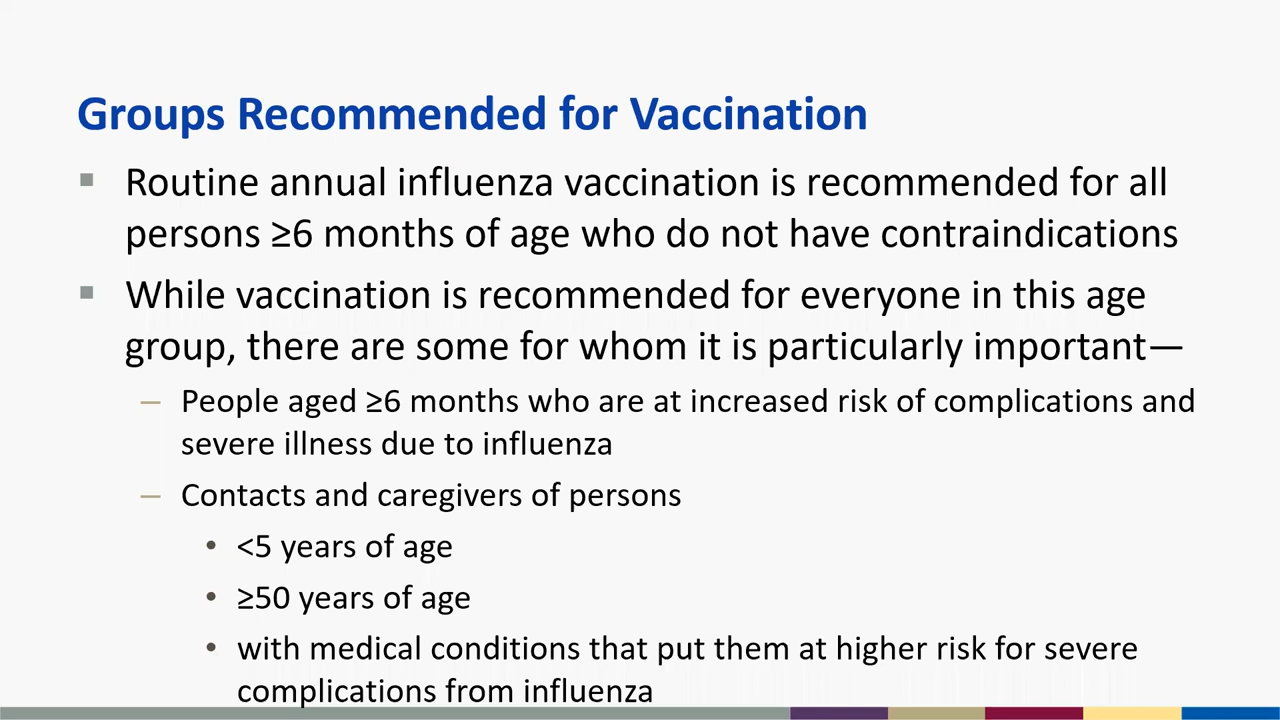 Groups Recommended for Vaccination
▪ Routine annual influenza vaccination is recommended for all
persons ≥6 months of age who do not have contraindications
▪ While vaccination is recommended for everyone in this age
group, there are some for whom it is particularly important—
– People aged ≥6 months who are at increased risk of complications and
severe illness due to influenza
– Contacts and caregivers of persons
• <5 years of age
• ≥50 years of age
• with medical conditions that put them at higher risk for severe
complications from influenza